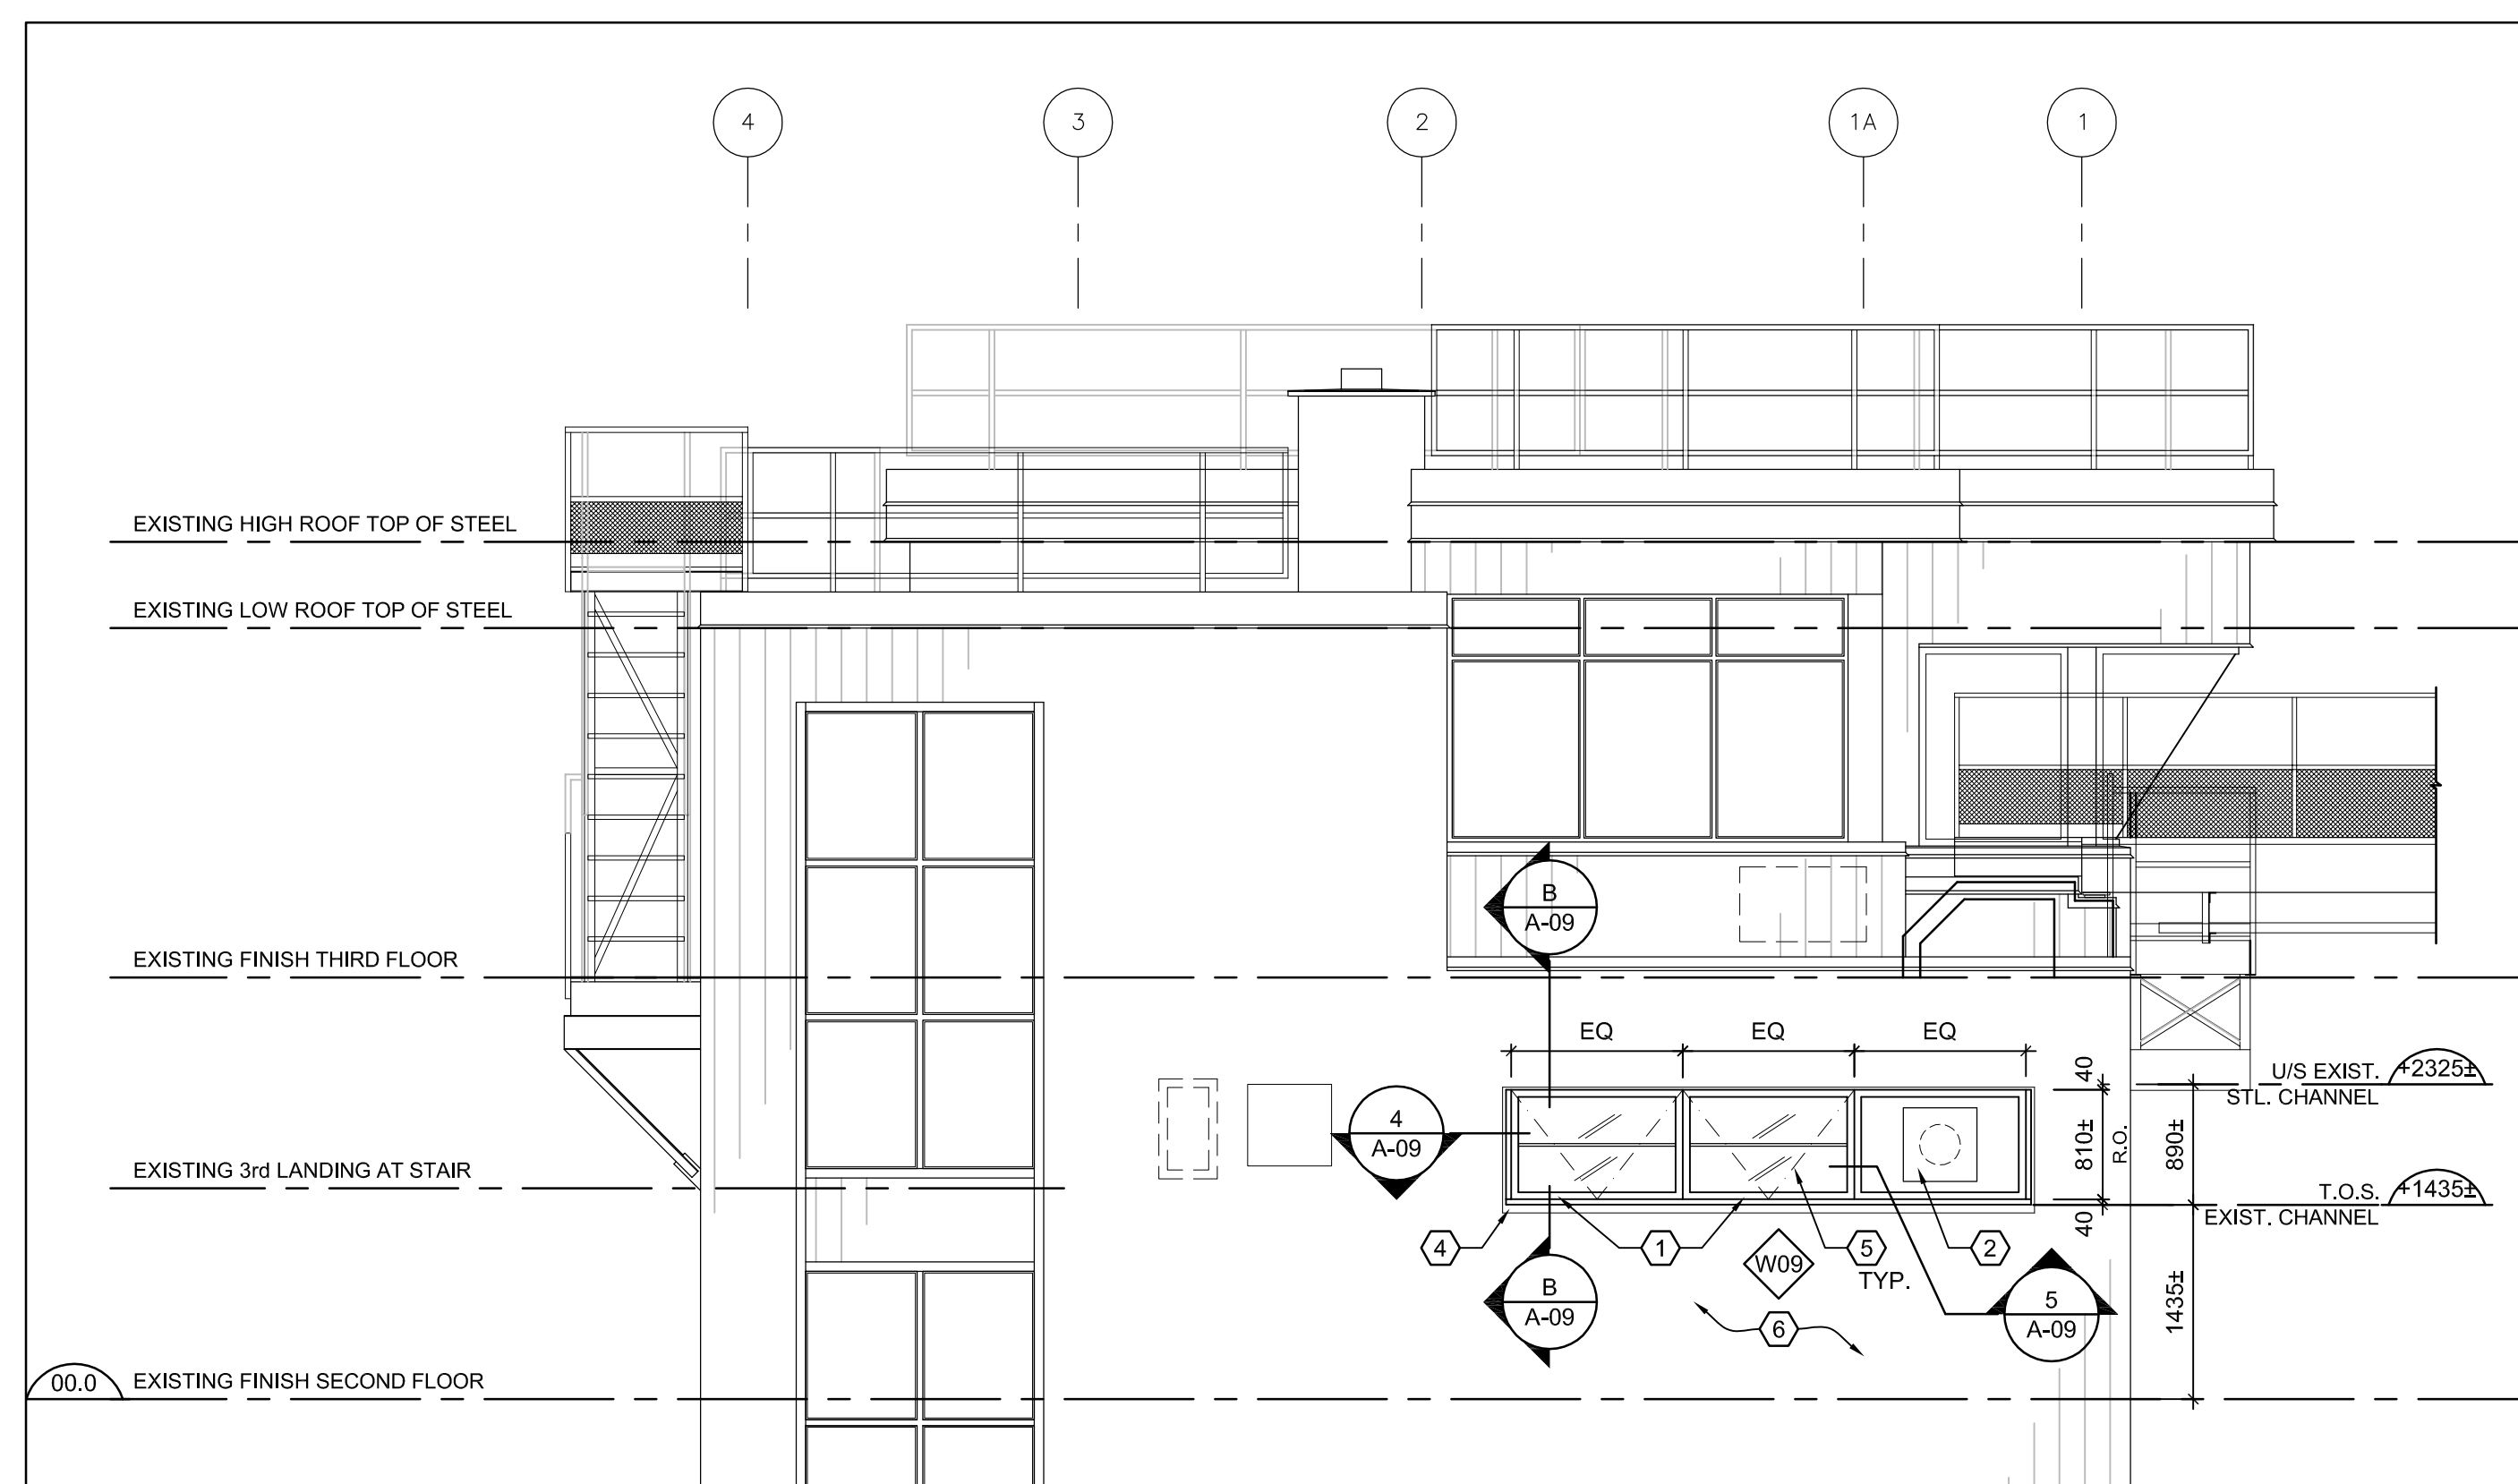 4
3
2
1A
1
EXISTING HIGH ROOF TOP OF STEEL
EXISTING LOW ROOF TOP OF STEEL
B
A-09
EXISTING FINISH THIRD FLOOR
EQ
EQ
EQ
40
810±
R.O.
40
890±
1435±
U/S EXIST.
STL. CHANNEL
+2325±
4
A-09
EXISTING 3rd LANDING AT STAIR
T.O.S.
EXIST. CHANNEL
+1435±
4
1
5
TYP.
2
W09
B
A-09
6
5
A-09
00.0
EXISTING FINISH SECOND FLOOR